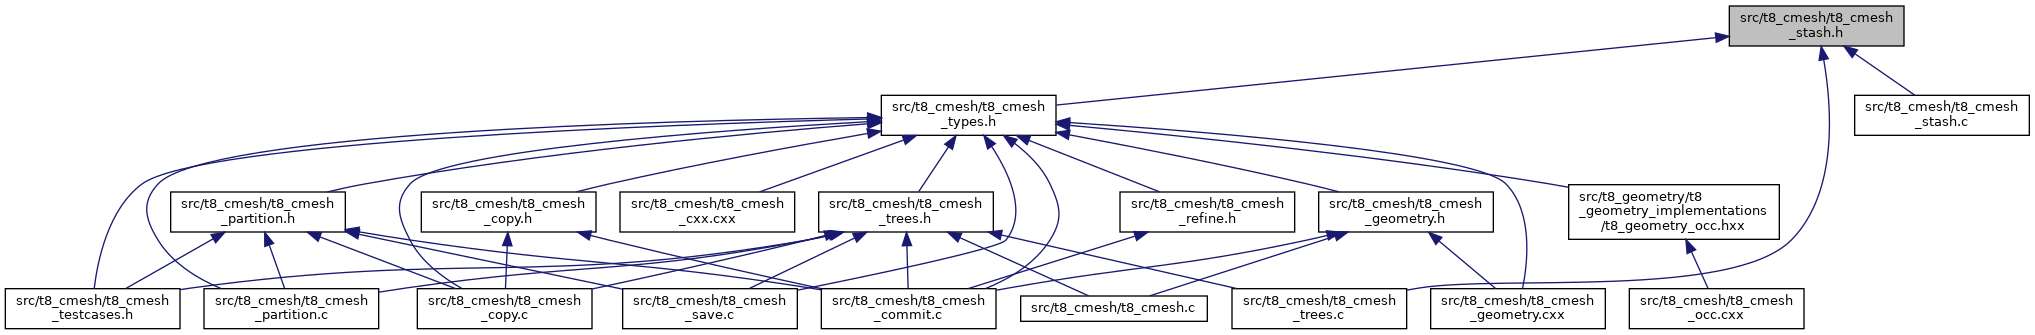 src/t8_cmesh/t8_cmesh
_stash.h
src/t8_cmesh/t8_cmesh
_types.h
src/t8_cmesh/t8_cmesh
_stash.c
src/t8_cmesh/t8_cmesh
_partition.h
src/t8_cmesh/t8_cmesh
_copy.h
src/t8_cmesh/t8_cmesh
_cxx.cxx
src/t8_cmesh/t8_cmesh
_trees.h
src/t8_cmesh/t8_cmesh
_refine.h
src/t8_cmesh/t8_cmesh
_geometry.h
src/t8_geometry/t8
_geometry_implementations
/t8_geometry_occ.hxx
src/t8_cmesh/t8_cmesh
_testcases.h
src/t8_cmesh/t8_cmesh
_partition.c
src/t8_cmesh/t8_cmesh
_copy.c
src/t8_cmesh/t8_cmesh
_save.c
src/t8_cmesh/t8_cmesh
_commit.c
src/t8_cmesh/t8_cmesh.c
src/t8_cmesh/t8_cmesh
_trees.c
src/t8_cmesh/t8_cmesh
_geometry.cxx
src/t8_cmesh/t8_cmesh
_occ.cxx